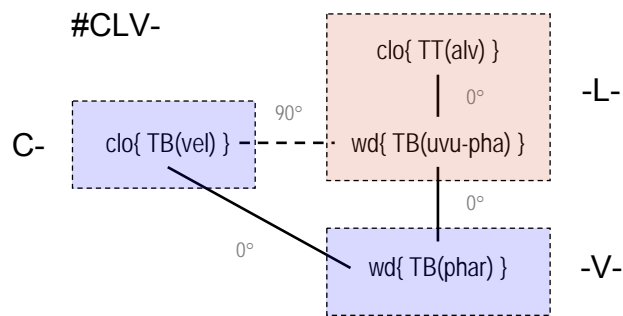 #CLV-
clo{ TT(alv) }
0°
-L-
90°
C-
clo{ TB(vel) }
wd{ TB(uvu-pha) }
0°
0°
wd{ TB(phar) }
-V-